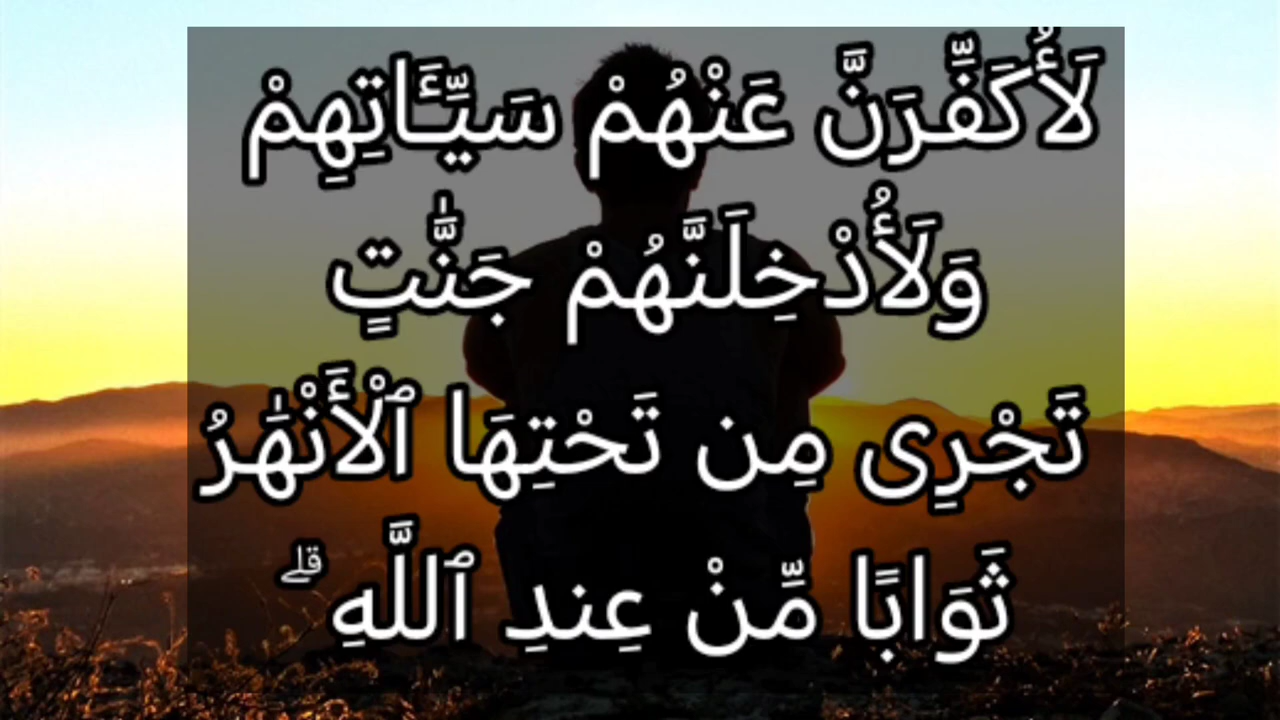 لَأُكَفِّرَنَّ عَنْهُمْ سَيِّـَٔاتِهِمْ
وَلَأُدْخِلَنَّهُمْ جَنَّـٰتٍ
تَجْرِى مِن تَحْتِهَا ٱلْأَنْهَـٰرُ
ثَوَابًا مِّنْ عِندِ ٱللَّهِ ۗ